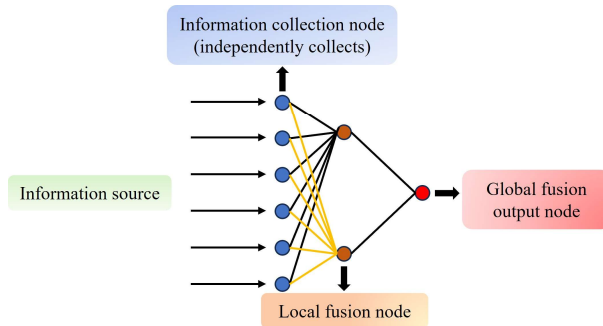 Information collection node
(independently collects)
Information source
Global fusion
output node
Local fusion node